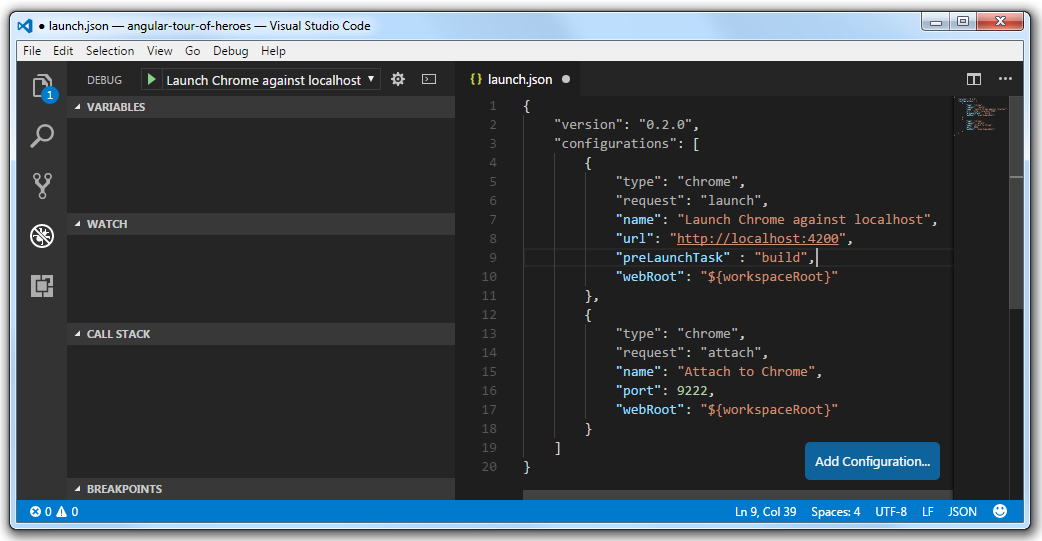 ● launch.json — angular-tour-of-heroes — Visual Studio Code
File Edit Selection View Go Debug Help
1
DEBUG Launch Chrome against localhost
VARIABLES
WATCH
CALL STACK
BREAKPOINTS
{} launch.json ●
1 {
2     "version": "0.2.0",
3     "configurations": [
4         {
5             "type": "chrome",
6             "request": "launch",
7             "name": "Launch Chrome against localhost",
8             "url": "http://localhost:4200",
9             "preLaunchTask" : "build",
10             "webRoot": "${workspaceRoot}"
11         },
12         {
13             "type": "chrome",
14             "request": "attach",
15             "name": "Attach to Chrome",
16             "port": 9222,
17             "webRoot": "${workspaceRoot}"
18         }
19     ]
20 }
Add Configuration...
0 0 Ln 9, Col 39 Spaces: 4 UTF-8 LF JSON